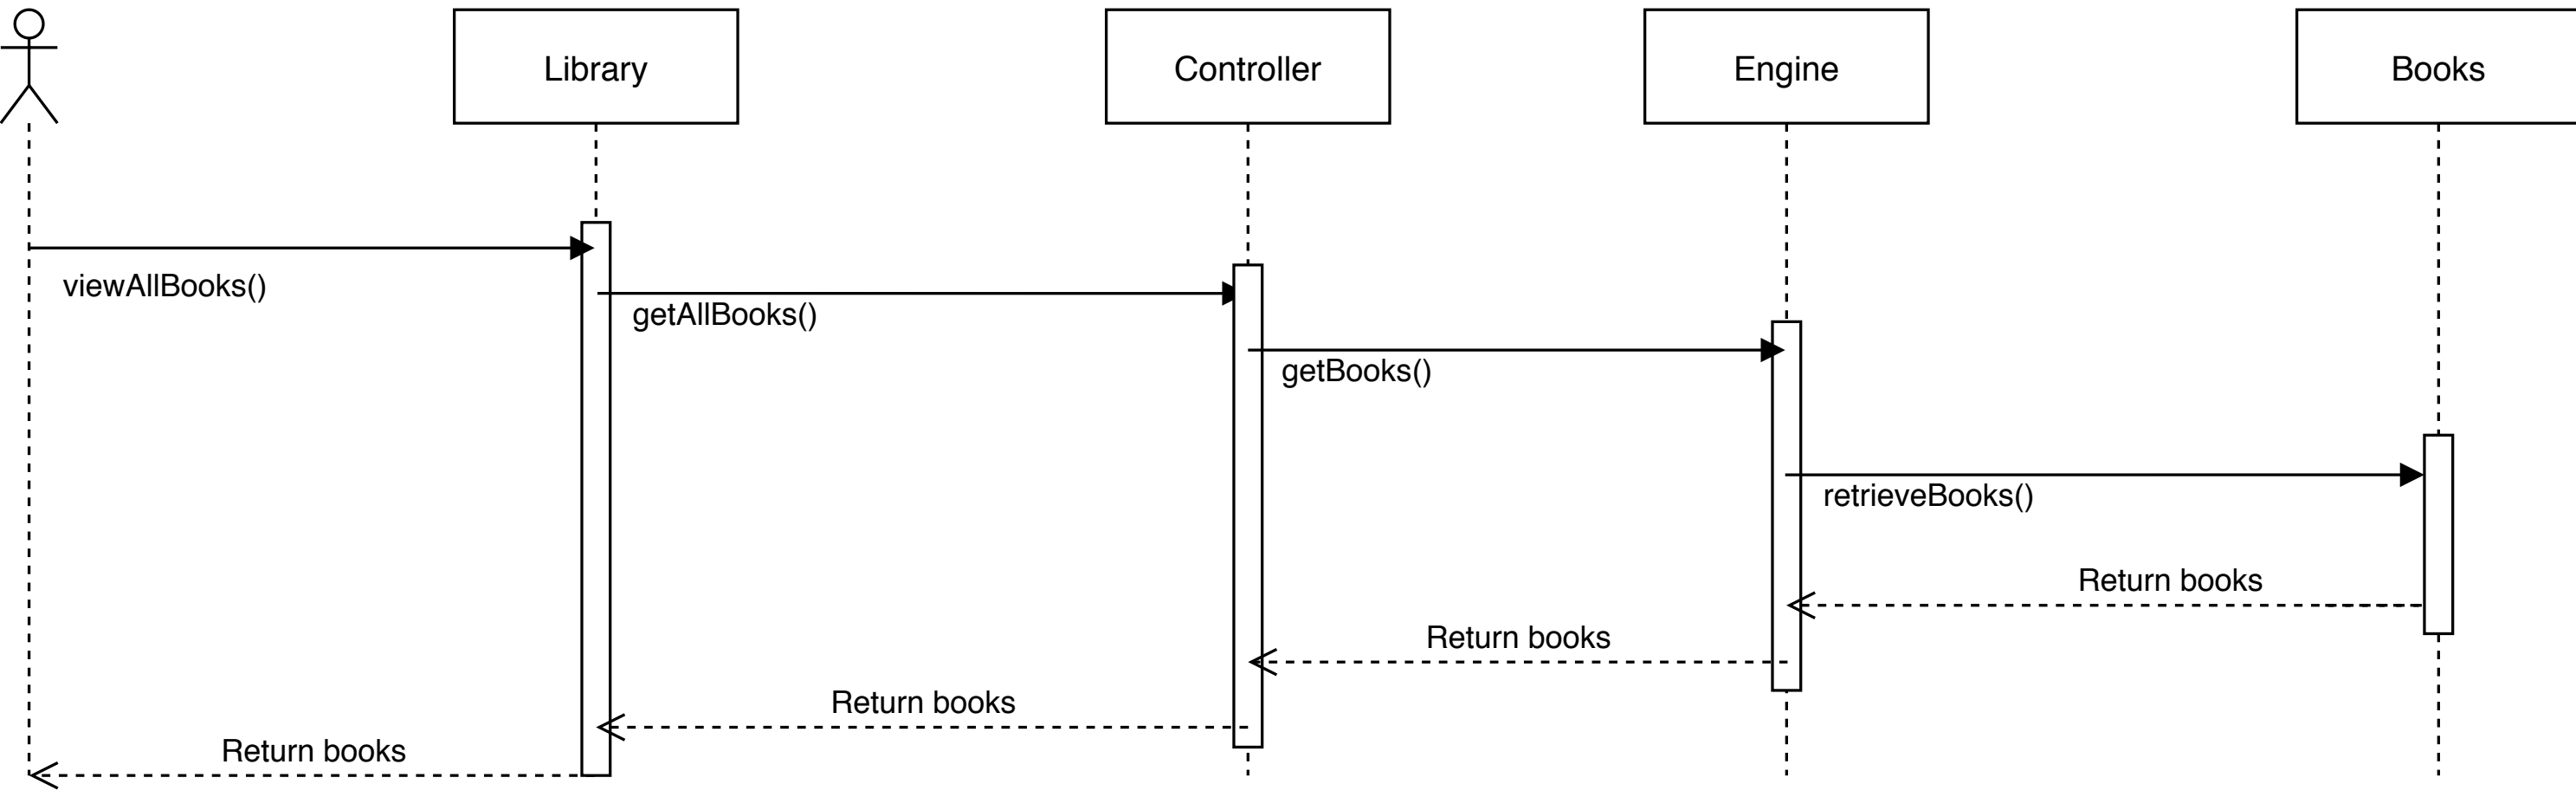 Library
Controller
Engine
Books
viewAllBooks()
getAllBooks()
getBooks()
retrieveBooks()
Return books
Return books
Return books
Return books